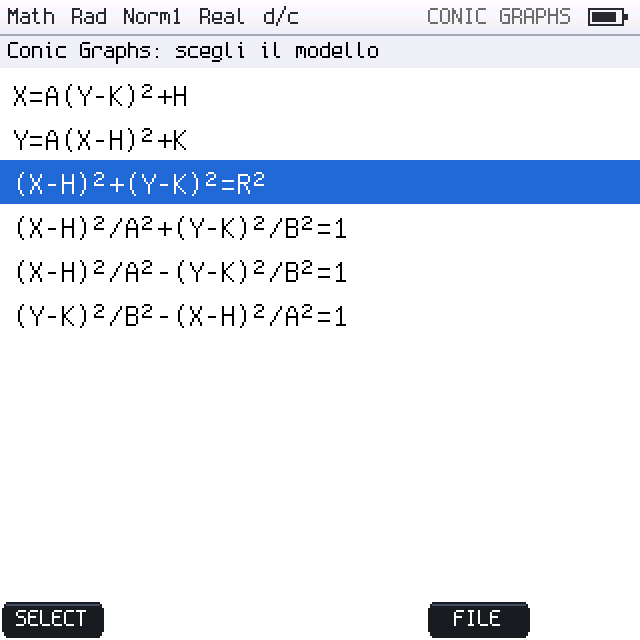 Math Rad Norm1 Real d/c CONIC GRAPHS
Conic Graphs: scegli il modello
X=A(Y-K)²+H
Y=A(X-H)²+K
(X-H)²+(Y-K)²=R²
(X-H)²/A²+(Y-K)²/B²=1
(X-H)²/A²-(Y-K)²/B²=1
(Y-K)²/B²-(X-H)²/A²=1
SELECT FILE